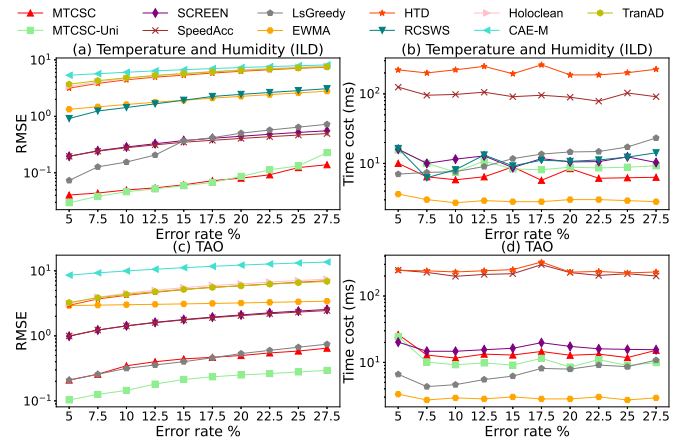 MTCSC SCREEN LsGreedy HTD Holoclean TranAD
MTCSC-Uni SpeedAcc EWMA RCSWS CAE-M
(a) Temperature and Humidity (ILD) (b) Temperature and Humidity (ILD)
10¹
10⁰
10⁻¹
RMSE
5 7.5 10 12.5 15 17.5 20 22.5 25 27.5
Error rate %
10²
10¹
Time cost (ms)
5 7.5 10 12.5 15 17.5 20 22.5 25 27.5
Error rate %
(c) TAO (d) TAO
10¹
10⁰
10⁻¹
RMSE
5 7.5 10 12.5 15 17.5 20 22.5 25 27.5
Error rate %
10²
10¹
Time cost (ms)
5 7.5 10 12.5 15 17.5 20 22.5 25 27.5
Error rate %